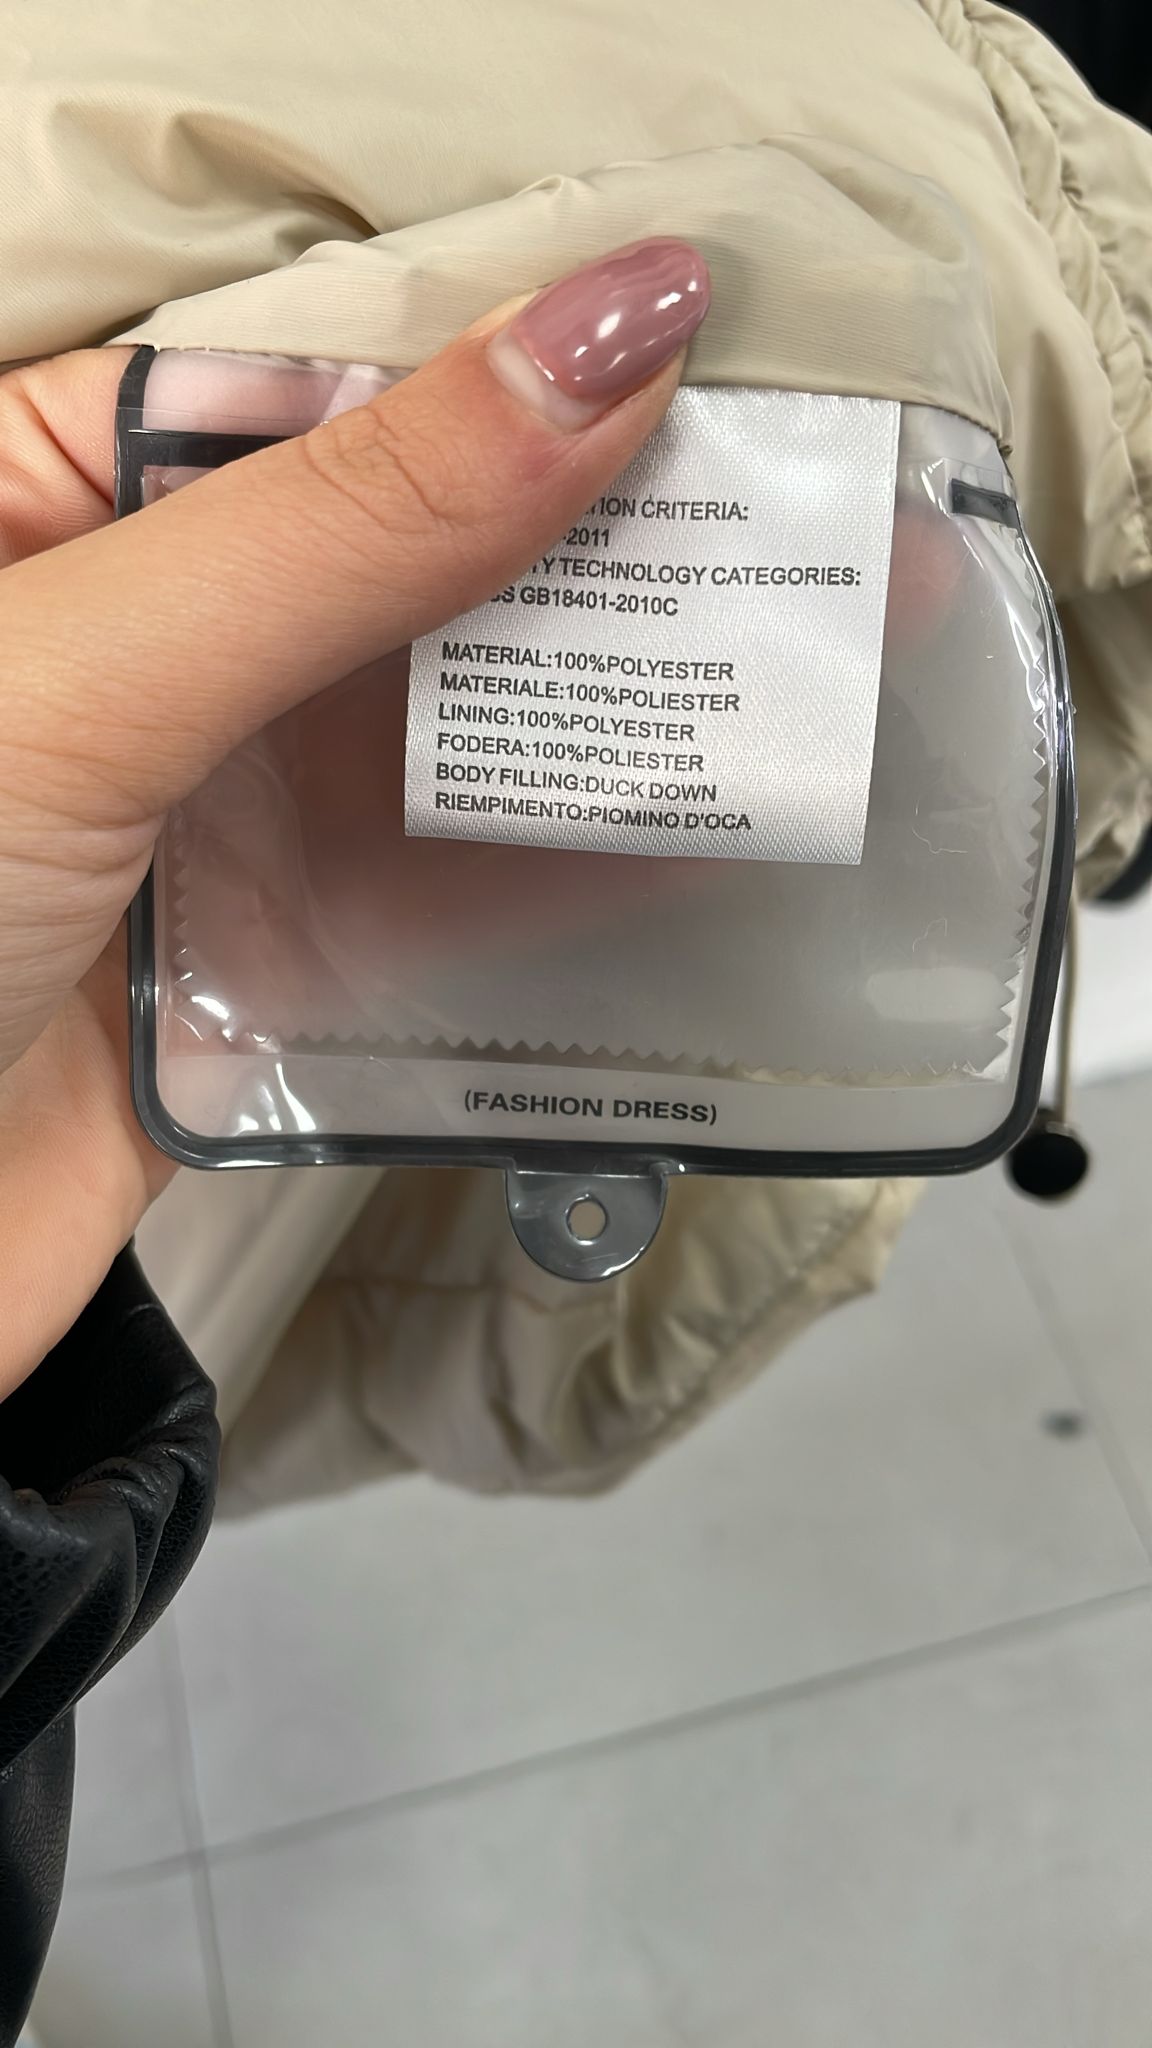 CRITERIA:
-2011
TECHNOLOGY CATEGORIES:
GB18401-2010C
MATERIAL:100%POLYESTER
MATERIALE:100%POLIESTER
LINING:100%POLYESTER
FODERA:100%POLIESTER
BODY FILLING:DUCK DOWN
RIEMPIMENTO:PIOMINO D'OCA
(FASHION DRESS)